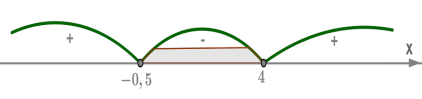 + - +
x
-0,5 4